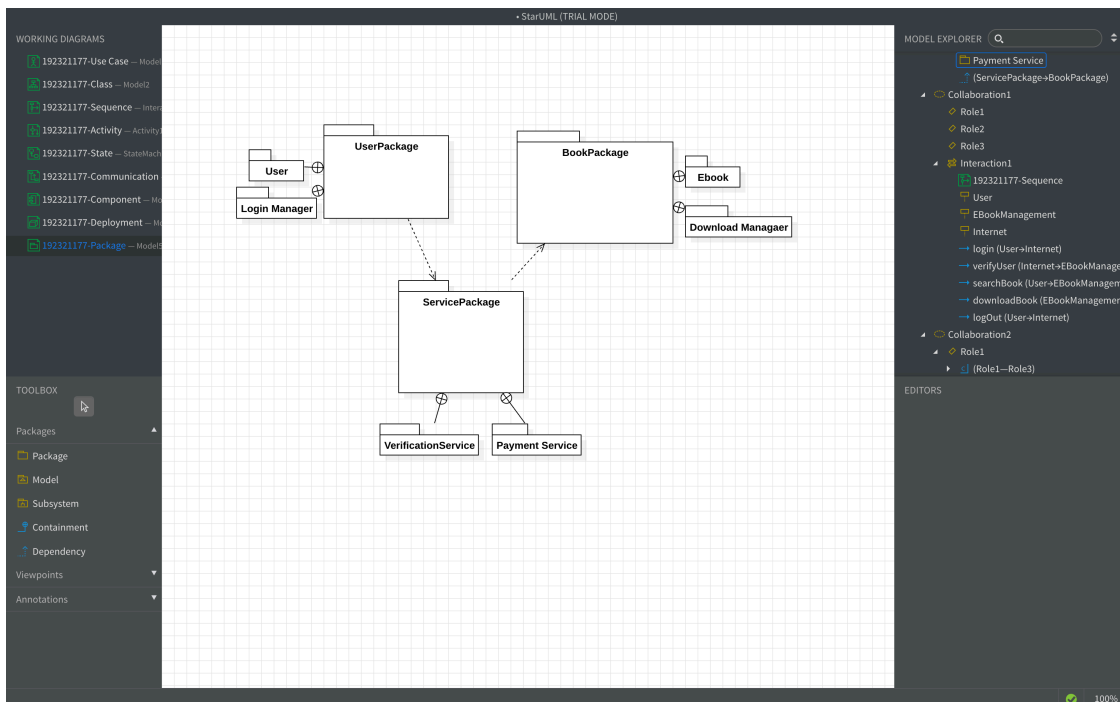 • StarUML (TRIAL MODE)
WORKING DIAGRAMS
192321177-Use Case — Model
192321177-Class — Model2
192321177-Sequence — Intera
192321177-Activity — Activity1
192321177-State — StateMach
192321177-Communication
192321177-Component — Mo
192321177-Deployment — Mo
192321177-Package — Model5
TOOLBOX
Packages
Package
Model
Subsystem
Containment
Dependency
Viewpoints
Annotations
UserPackage
User
Login Manager
BookPackage
Ebook
Download Managaer
ServicePackage
VerificationService
Payment Service
MODEL EXPLORER
Payment Service
(ServicePackage→BookPackage)
Collaboration1
Role1
Role2
Role3
Interaction1
192321177-Sequence
User
EBookManagement
Internet
login (User→Internet)
verifyUser (Internet→EBookManage
searchBook (User→EBookManagem
downloadBook (EBookManagemer
logOut (User→Internet)
Collaboration2
Role1
(Role1—Role3)
EDITORS
100%